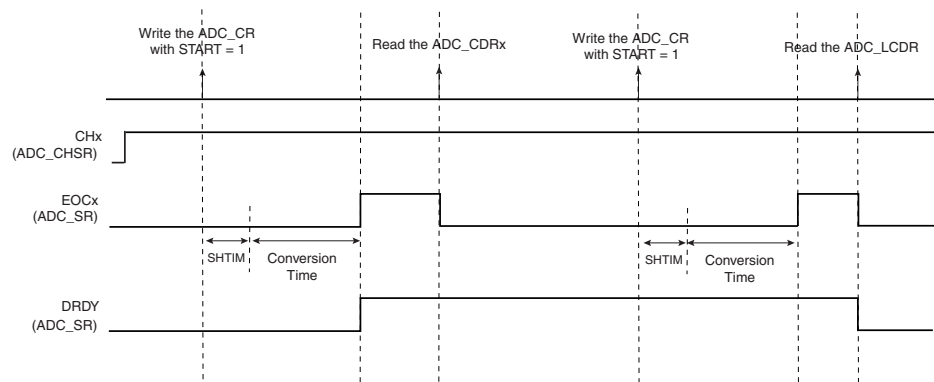 Write the ADC_CR
with START = 1
Read the ADC_CDRx
Write the ADC_CR
with START = 1
Read the ADC_LCDR
CHx
(ADC_CHSR)
EOCx
(ADC_SR)
SHTIM
Conversion
Time
SHTIM
Conversion
Time
DRDY
(ADC_SR)